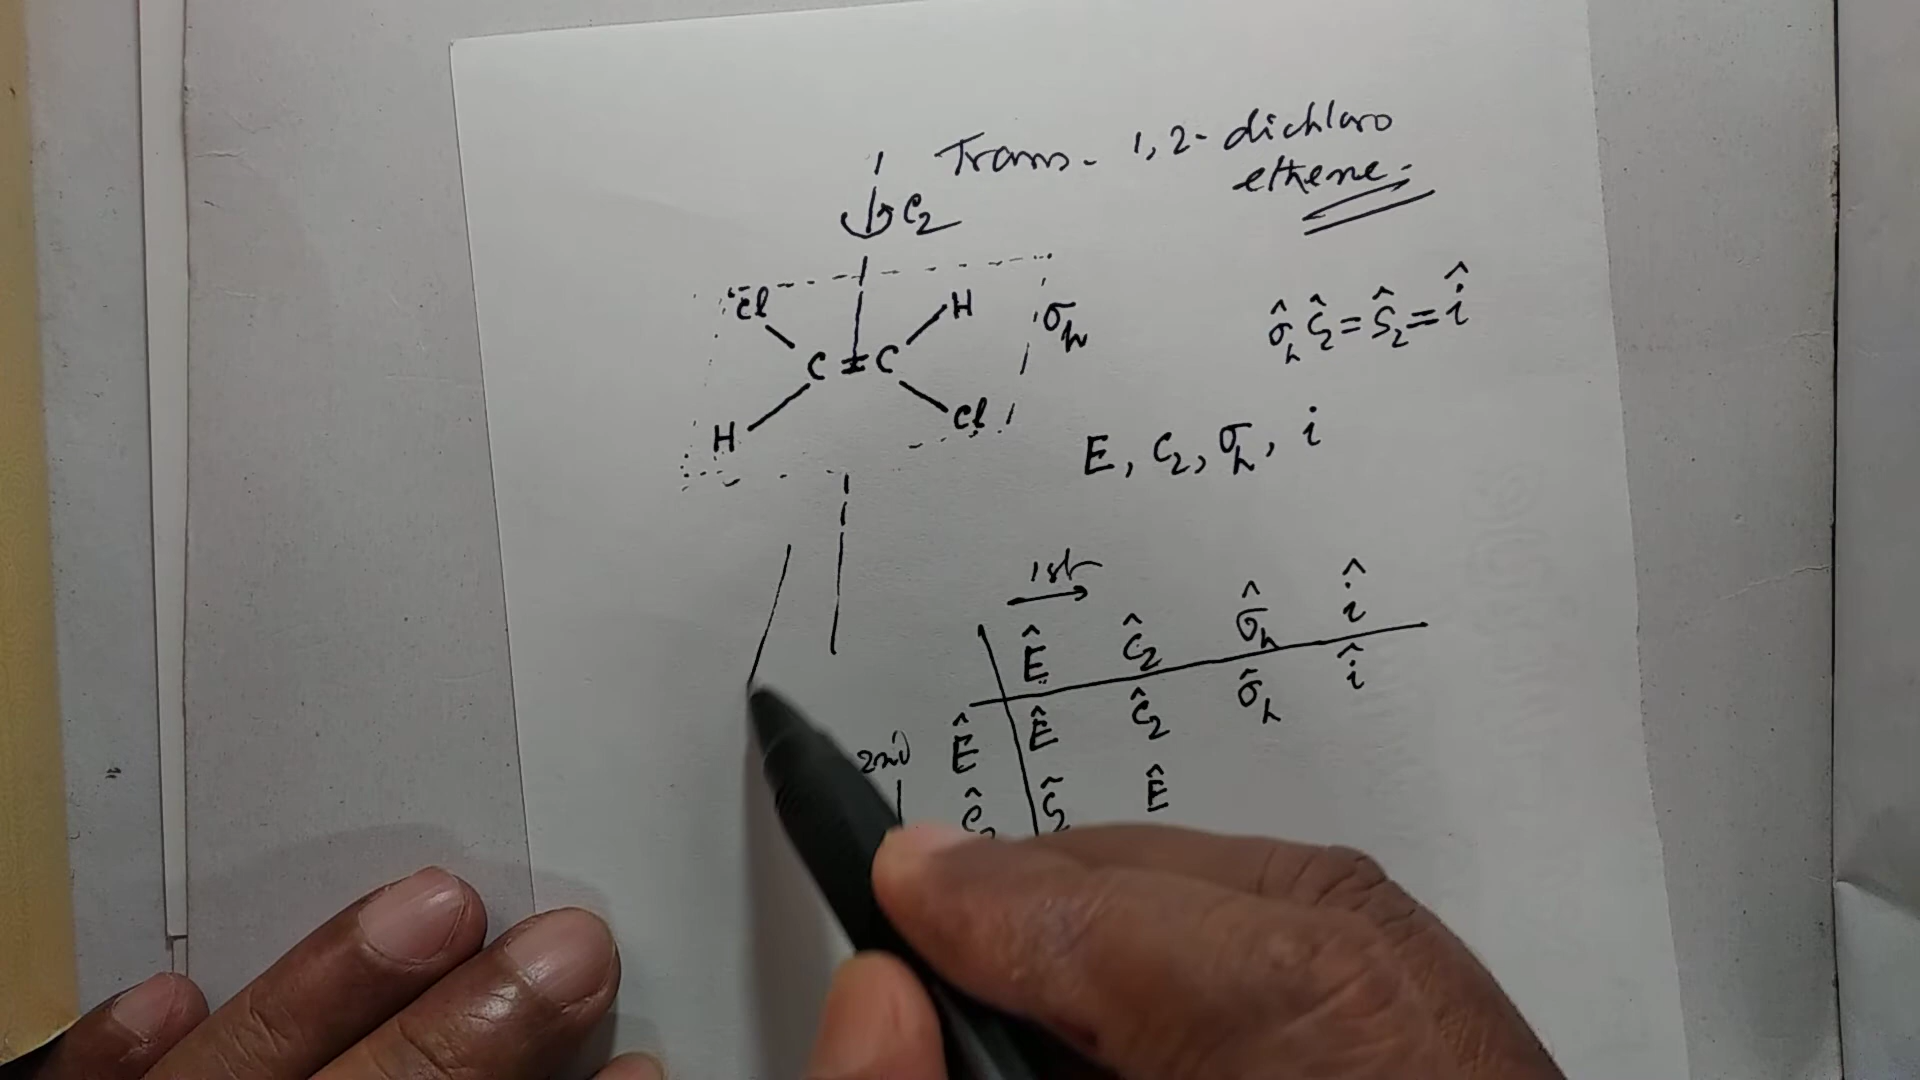 Trans- 1,2-dichloro
ethene.
C₂
Cl H
σₕ
C = C
H Cl
σ̂ₕ Ĉ₂ = Ŝ₂ = î
E, C₂, σₕ, i
1st
Ê Ĉ₂ σ̂ₕ î
2nd Ê Ê Ĉ₂ σ̂ₕ î
Ĉ₂ Ĉ₂ Ê